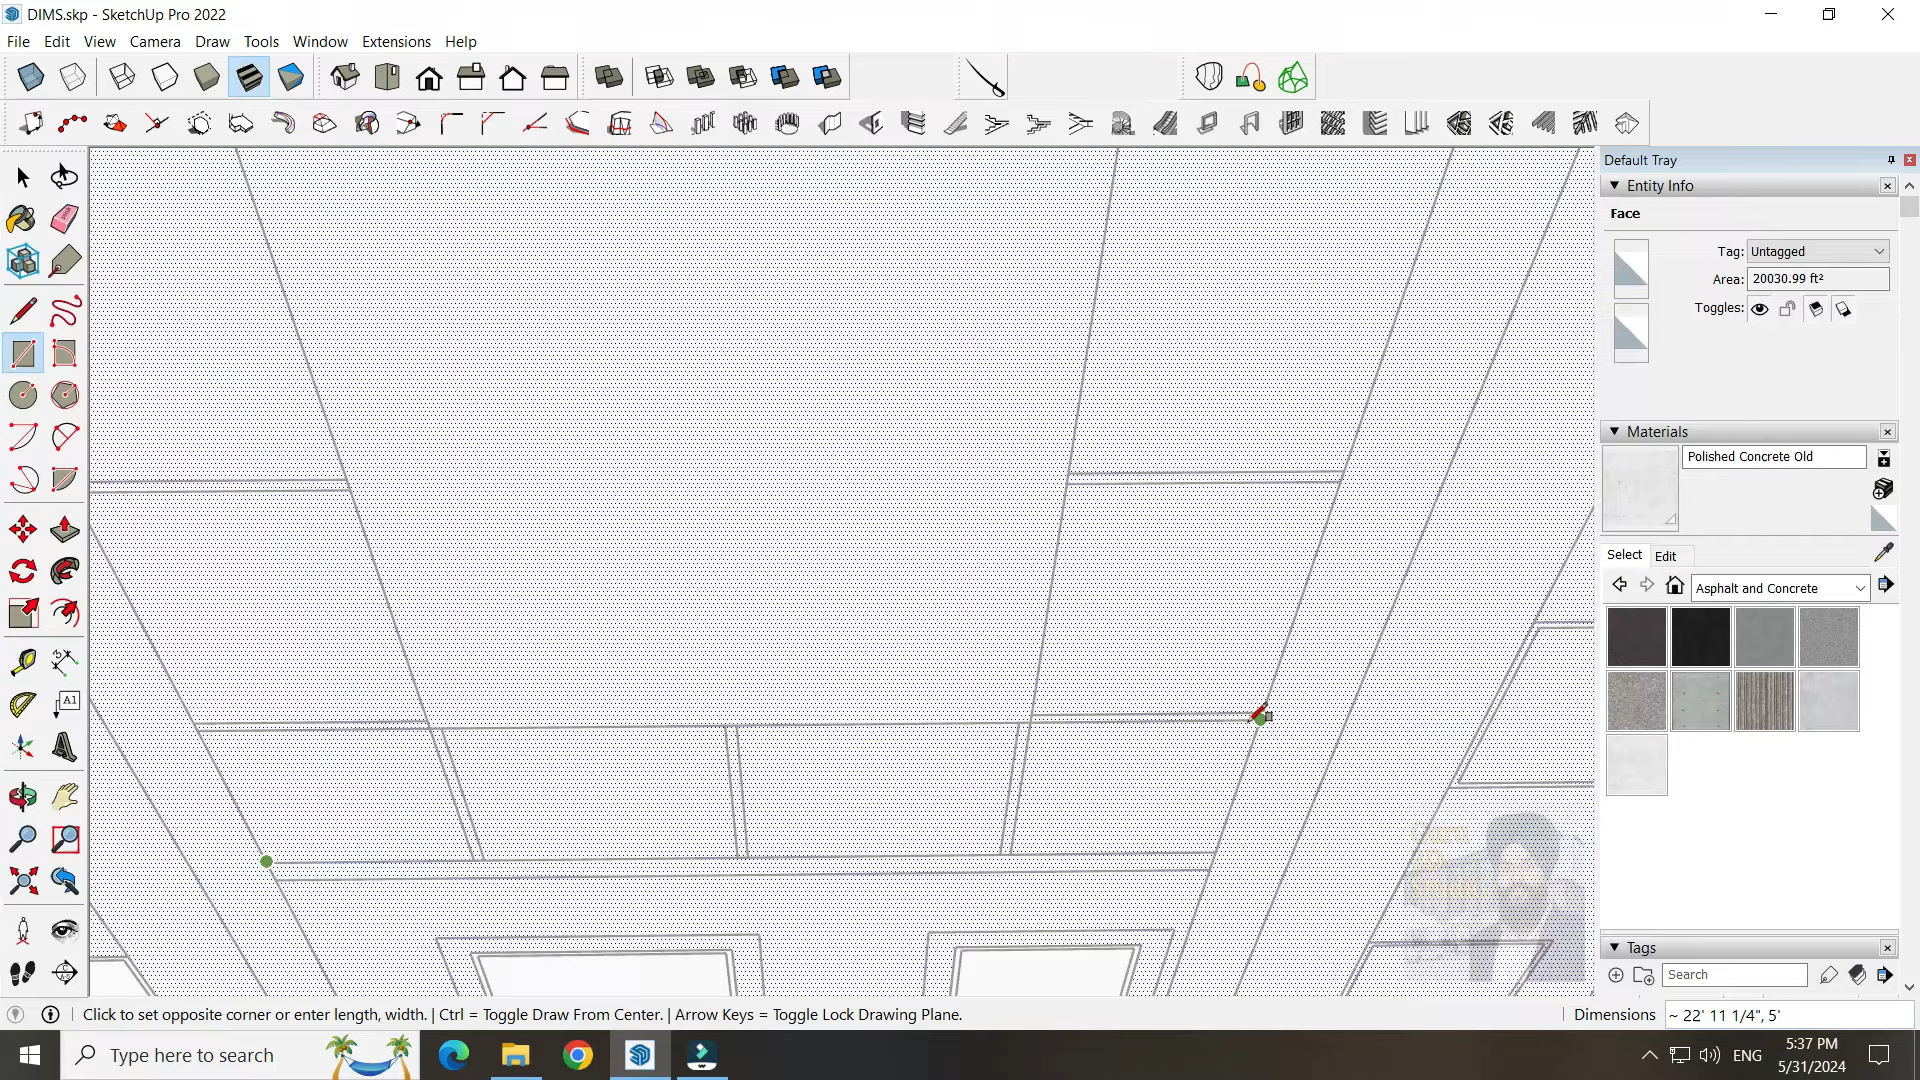 DIMS.skp - SketchUp Pro 2022
File Edit View Camera Draw Tools Window Extensions Help
Default Tray
Entity Info
Face
Tag: Untagged
Area: 20030.99 ft²
Toggles:
Materials
Polished Concrete Old
Select Edit
Asphalt and Concrete
A1
Tags
Search
Click to set opposite corner or enter length, width. | Ctrl = Toggle Draw From Center. | Arrow Keys = Toggle Lock Drawing Plane.
Dimensions ~ 22' 11 1/4", 5'
Type here to search
ENG
5:37 PM
5/31/2024